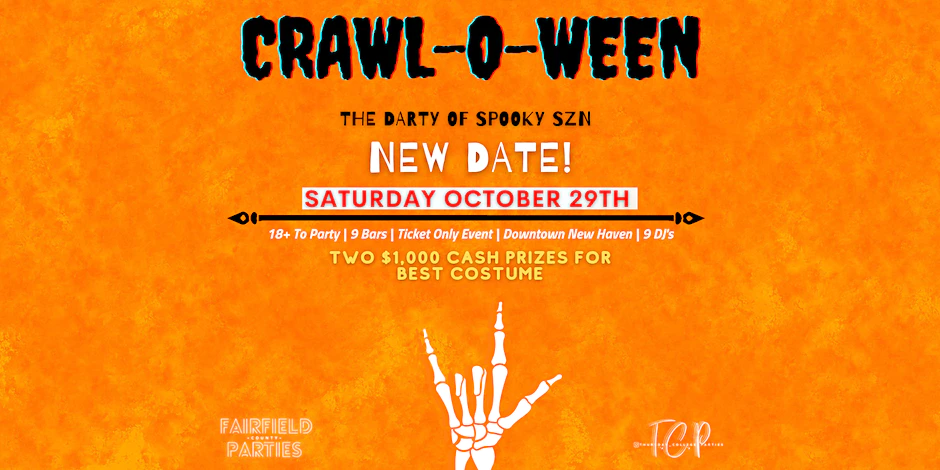 CRAWL-O-WEEN
THE DARTY OF SPOOKY SZN
NEW DATE!
SATURDAY OCTOBER 29TH
18+ To Party | 9 Bars | Ticket Only Event | Downtown New Haven | 9 DJ's
TWO $1,000 CASH PRIZES FOR
BEST COSTUME
FAIRFIELD
-COUNTY-
PARTIES
TCP